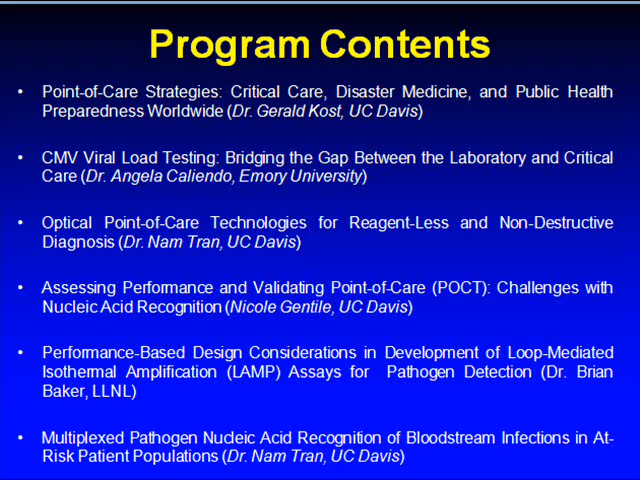 Program Contents
• Point-of-Care Strategies: Critical Care, Disaster Medicine, and Public Health
Preparedness Worldwide (Dr. Gerald Kost, UC Davis)
• CMV Viral Load Testing: Bridging the Gap Between the Laboratory and Critical
Care (Dr. Angela Caliendo, Emory University)
• Optical Point-of-Care Technologies for Reagent-Less and Non-Destructive
Diagnosis (Dr. Nam Tran, UC Davis)
• Assessing Performance and Validating Point-of-Care (POCT): Challenges with
Nucleic Acid Recognition (Nicole Gentile, UC Davis)
• Performance-Based Design Considerations in Development of Loop-Mediated
Isothermal Amplification (LAMP) Assays for Pathogen Detection (Dr. Brian
Baker, LLNL)
• Multiplexed Pathogen Nucleic Acid Recognition of Bloodstream Infections in At-
Risk Patient Populations (Dr. Nam Tran, UC Davis)